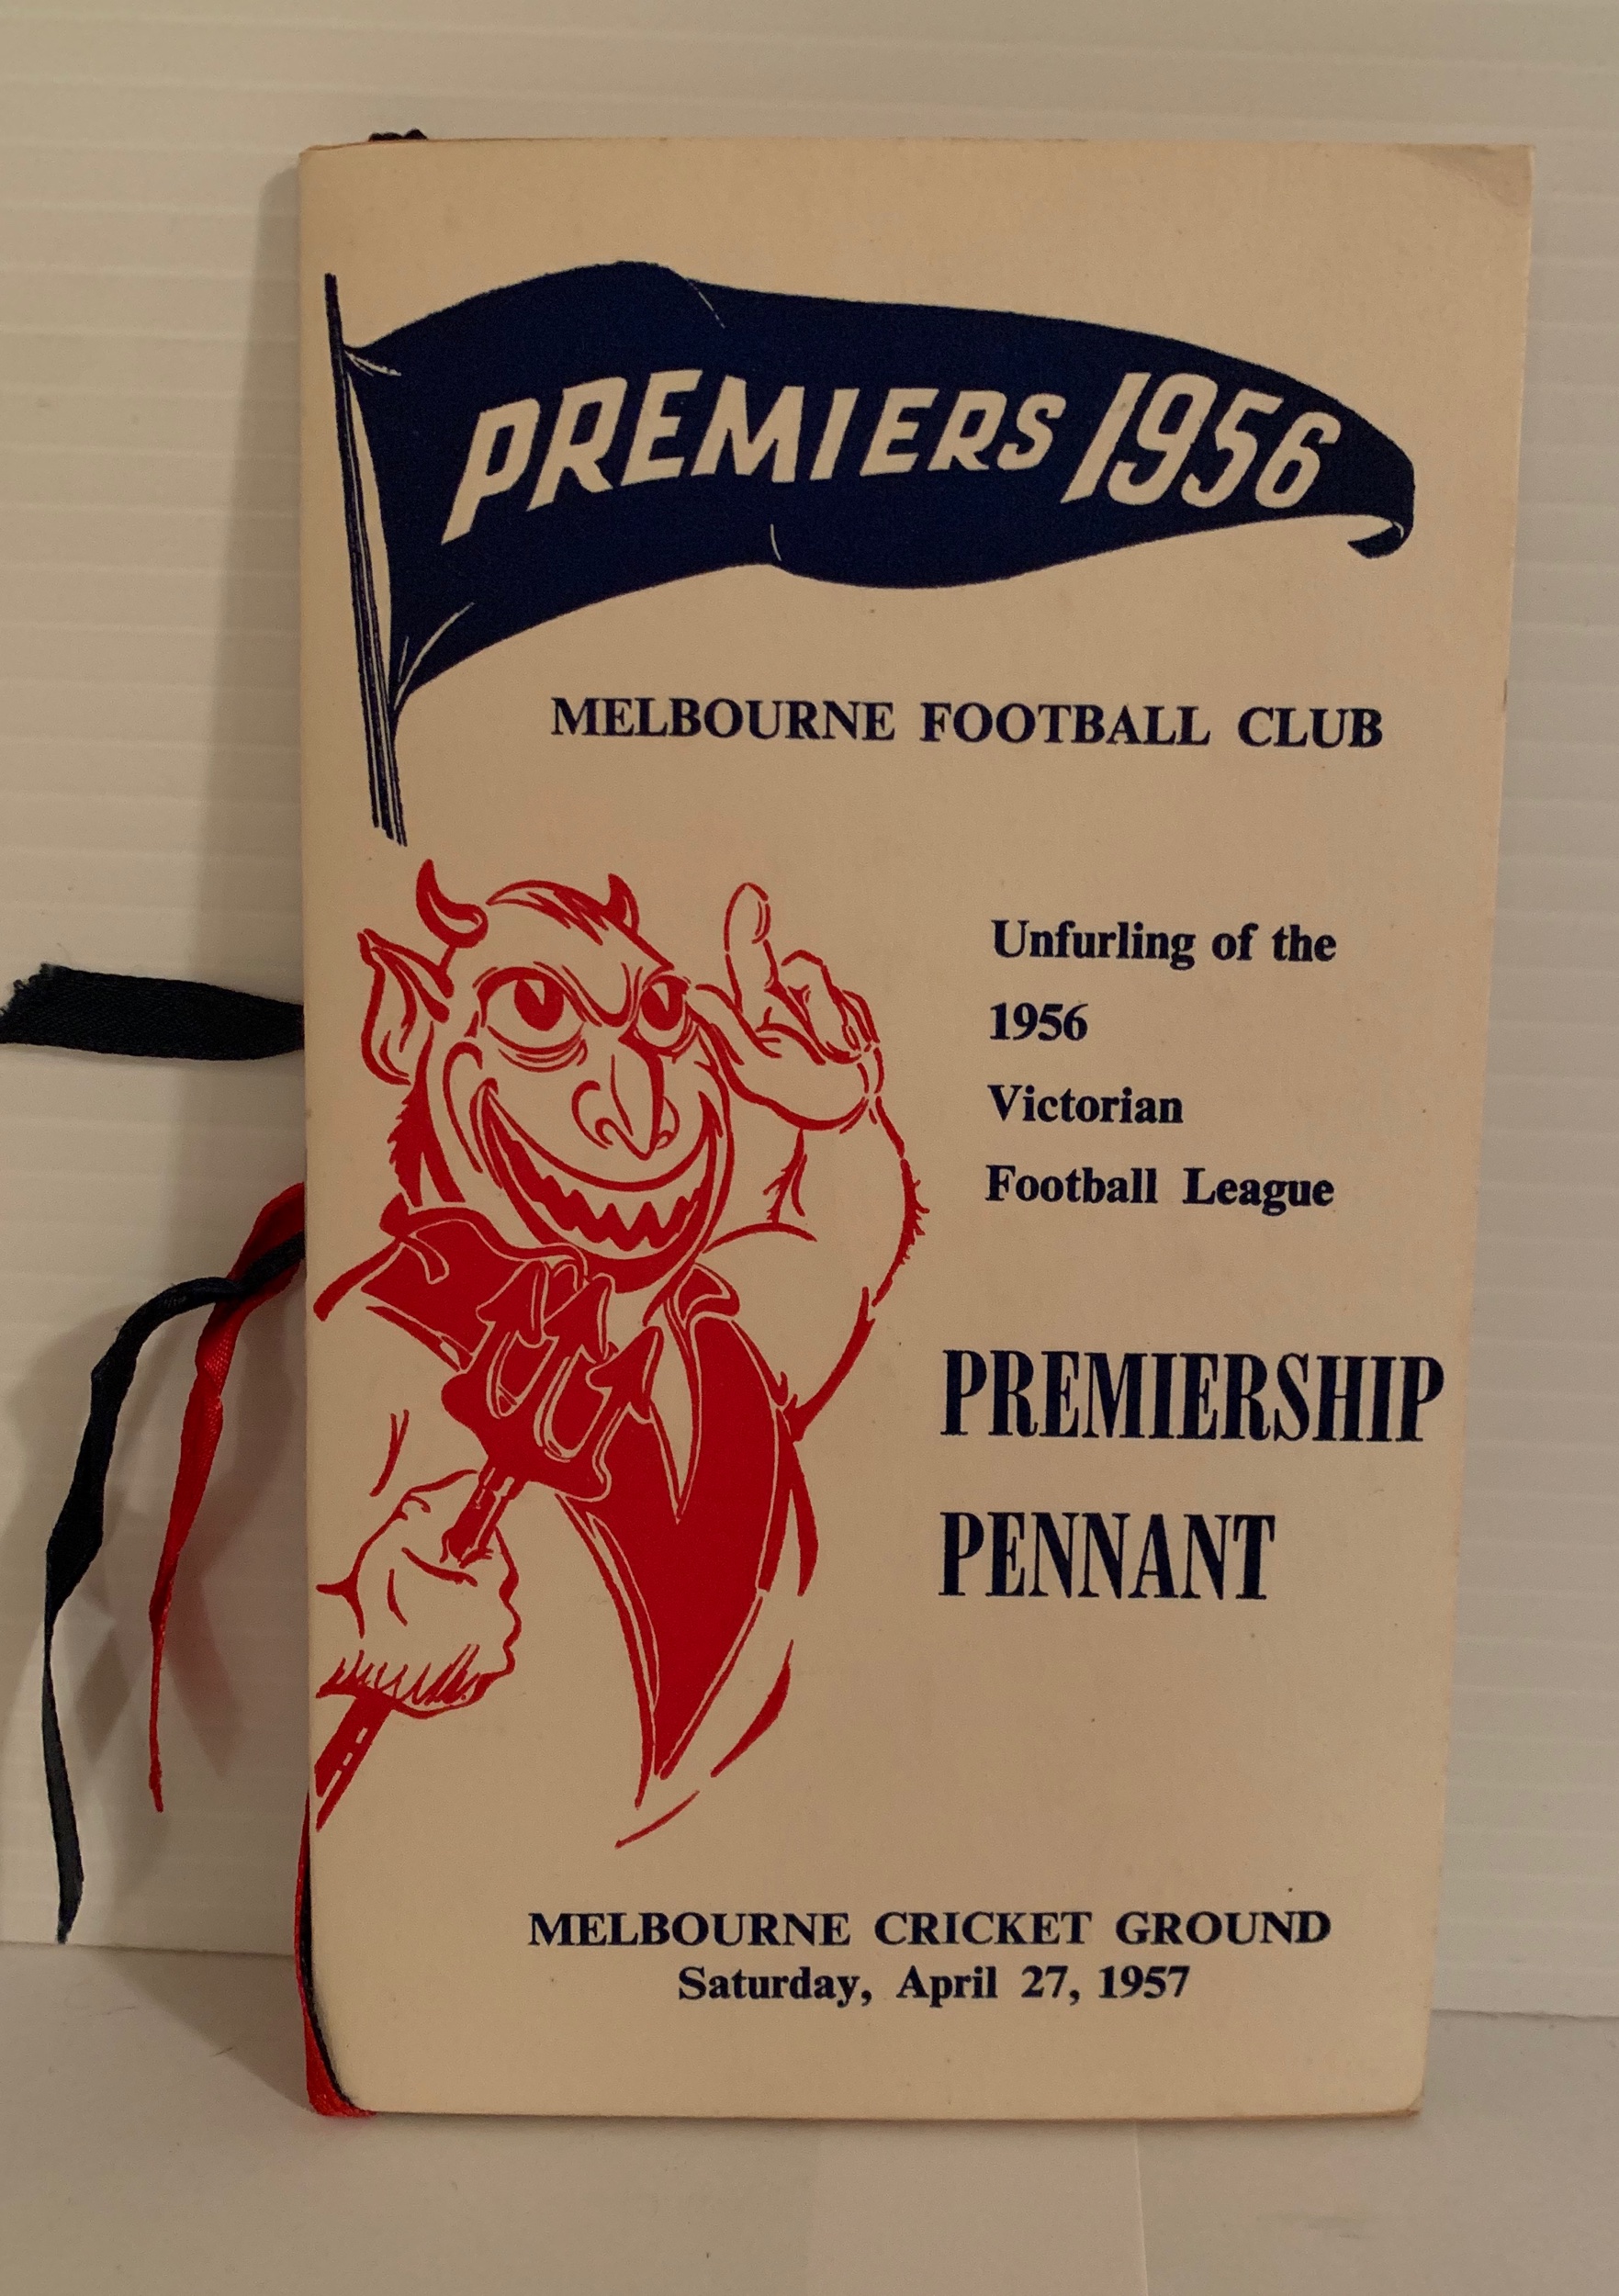 PREMIERS 1956
MELBOURNE FOOTBALL CLUB
Unfurling of the
1956
Victorian
Football League
PREMIERSHIP
PENNANT
MELBOURNE CRICKET GROUND
Saturday, April 27, 1957